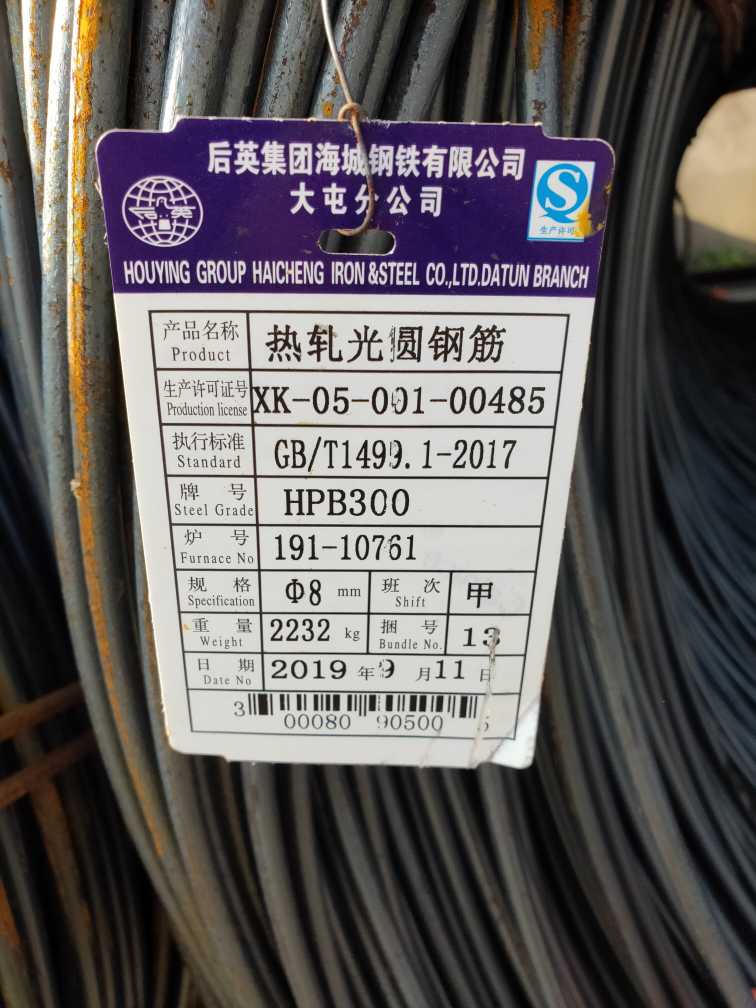 后英集团海城钢铁有限公司
大屯分公司
生产许可
HOUYING GROUP HAICHENG IRON &STEEL CO.,LTD.DATUN BRANCH
产品名称 热轧光圆钢筋
Product
生产许可证号 XK-05-001-00485
Production license
执行标准 GB/T1499.1-2017
Standard
牌 号 HPB300
Steel Grade
炉 号 191-10761
Furnace No
规 格 Φ8 mm 班 次 甲
Specification Shift
重 量 2232 kg 捆 号 13
Weight Bundle No.
日 期 2019 年 9 月 11 日
Date No
3 00080 90500